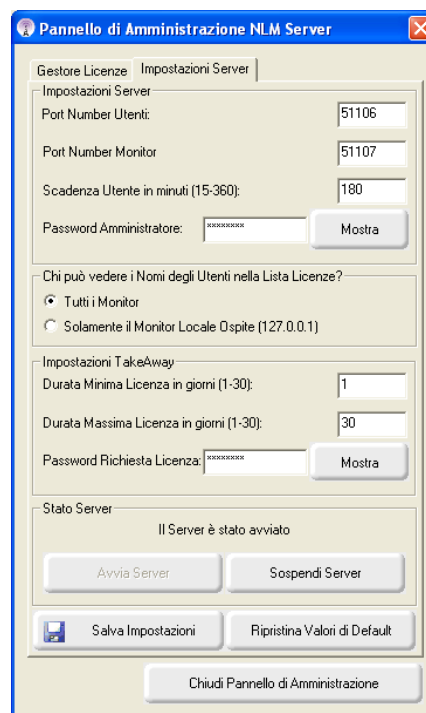 Pannello di Amministrazione NLM Server
Gestore Licenze Impostazioni Server
Impostazioni Server
Port Number Utenti: 51106
Port Number Monitor 51107
Scadenza Utente in minuti (15-360): 180
Password Amministratore: ******** Mostra
Chi può vedere i Nomi degli Utenti nella Lista Licenze?
Tutti i Monitor
Solamente il Monitor Locale Ospite (127.0.0.1)
Impostazioni TakeAway
Durata Minima Licenza in giorni (1-30): 1
Durata Massima Licenza in giorni (1-30): 30
Password Richiesta Licenza: ******** Mostra
Stato Server
Il Server è stato avviato
Avvia Server Sospendi Server
Salva Impostazioni Ripristina Valori di Default
Chiudi Pannello di Amministrazione